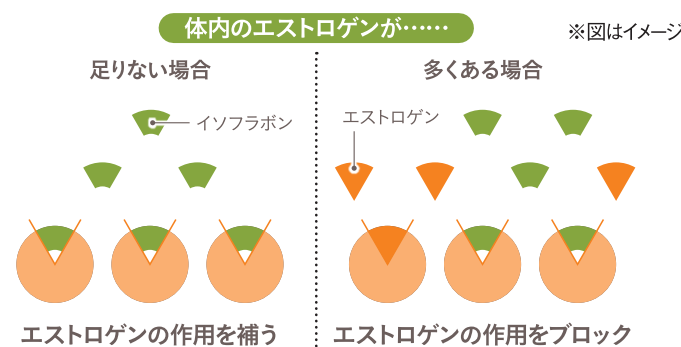 体内のエストロゲンが……
※図はイメージ
足りない場合
多くある場合
イソフラボン
エストロゲン
エストロゲンの作用を補う
エストロゲンの作用をブロック